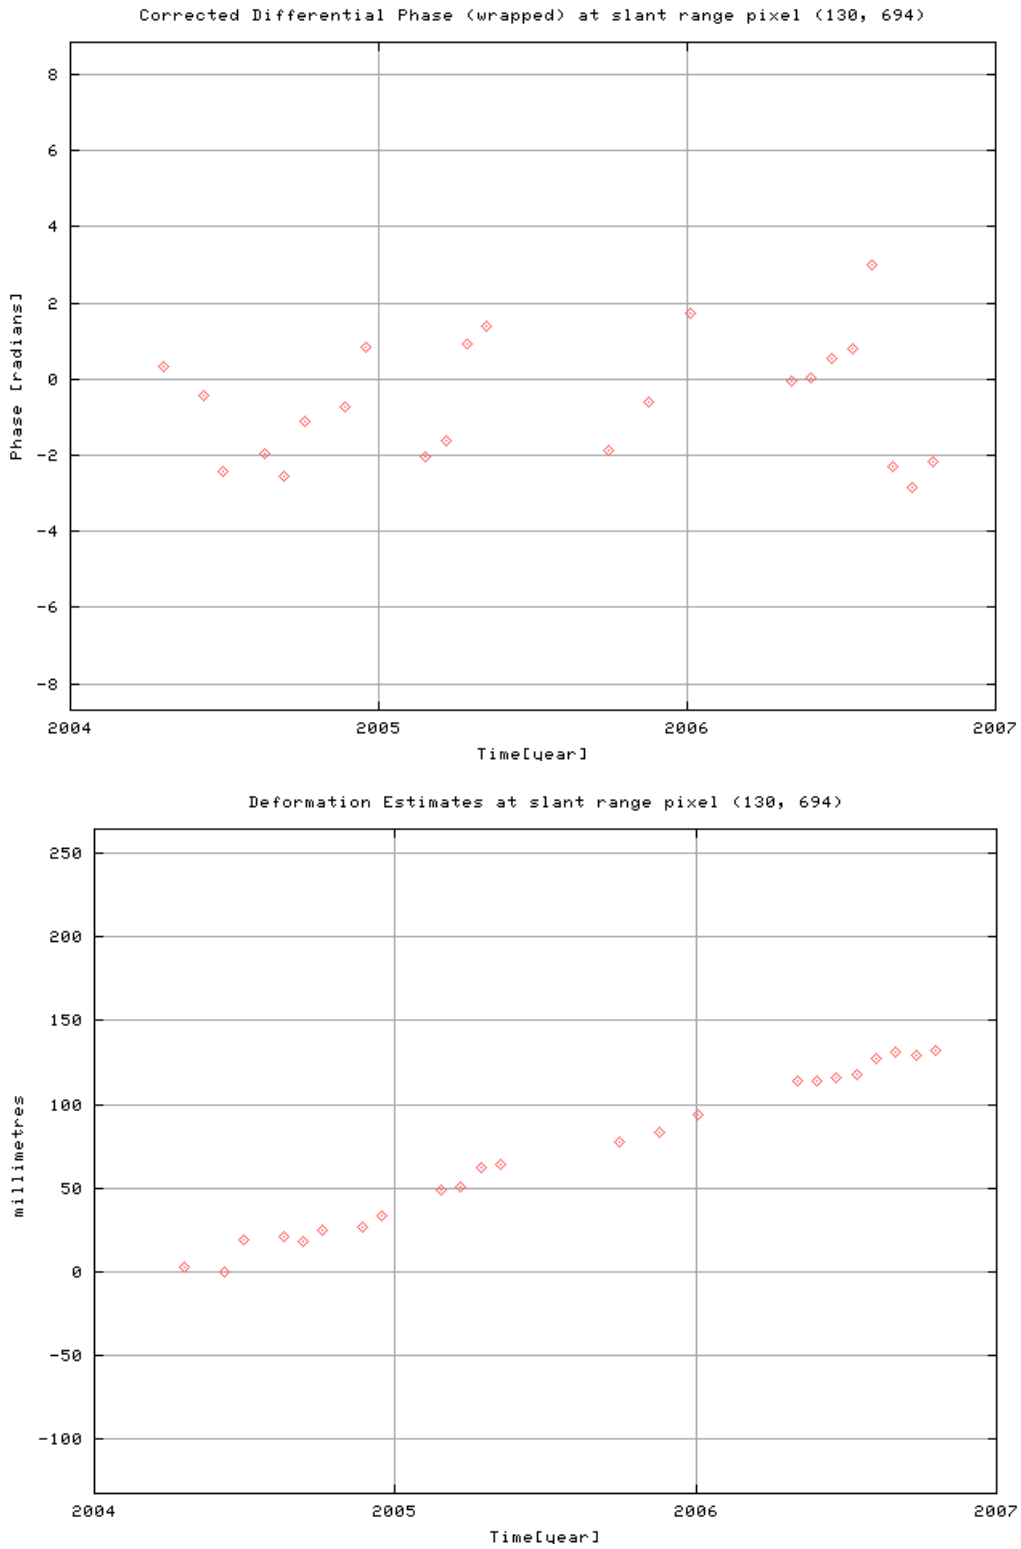 Corrected Differential Phase (wrapped) at slant range pixel (130, 694)
8
6
4
2
0
-2
-4
-6
-8
Phase [radians]
2004 2005 2006 2007
Time[year]
Deformation Estimates at slant range pixel (130, 694)
250
200
150
100
50
0
-50
-100
millimetres
2004 2005 2006 2007
Time[year]